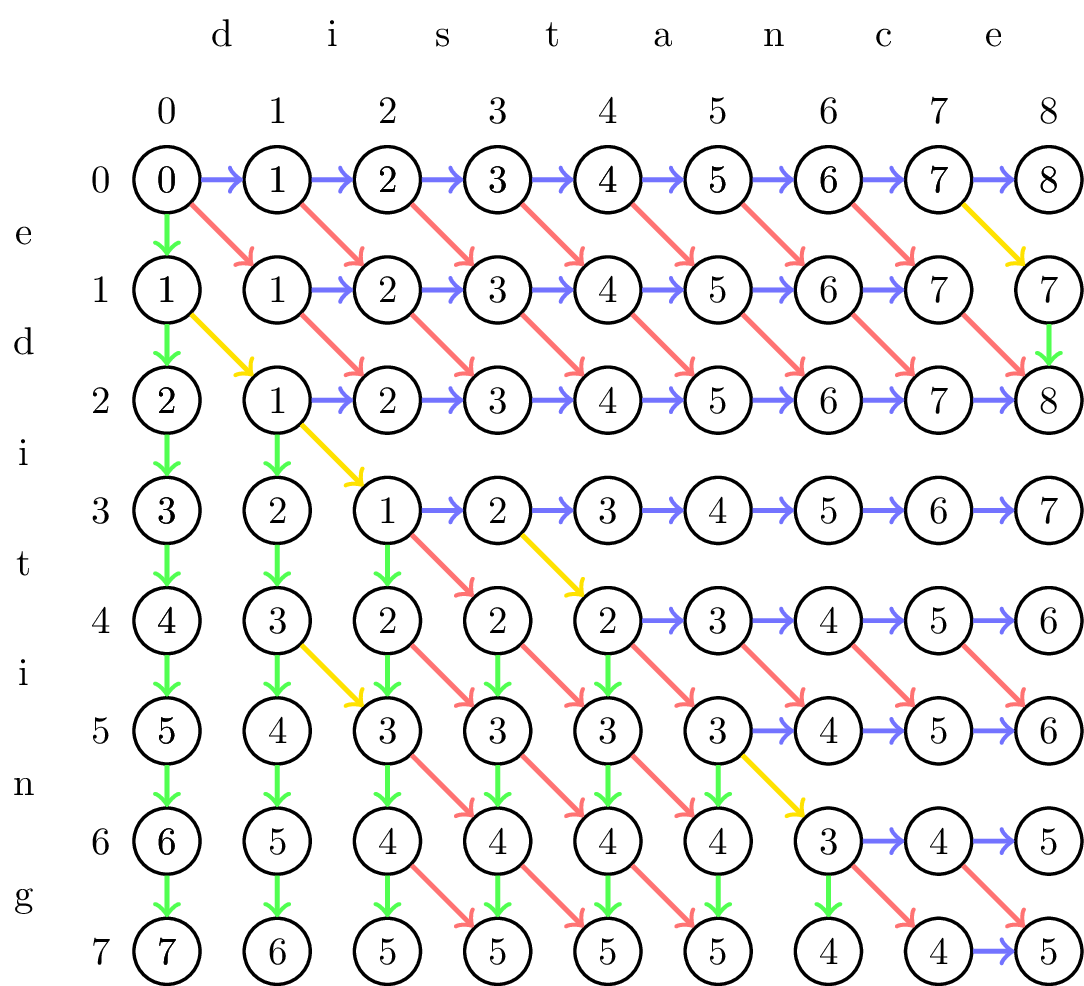 d i s t a n c e
0 1 2 3 4 5 6 7 8
0 0 1 2 3 4 5 6 7 8
e
1 1 1 2 3 4 5 6 7 7
d
2 2 1 2 3 4 5 6 7 8
i
3 3 2 1 2 3 4 5 6 7
t
4 4 3 2 2 2 3 4 5 6
i
5 5 4 3 3 3 3 4 5 6
n
6 6 5 4 4 4 4 3 4 5
g
7 7 6 5 5 5 5 4 4 5